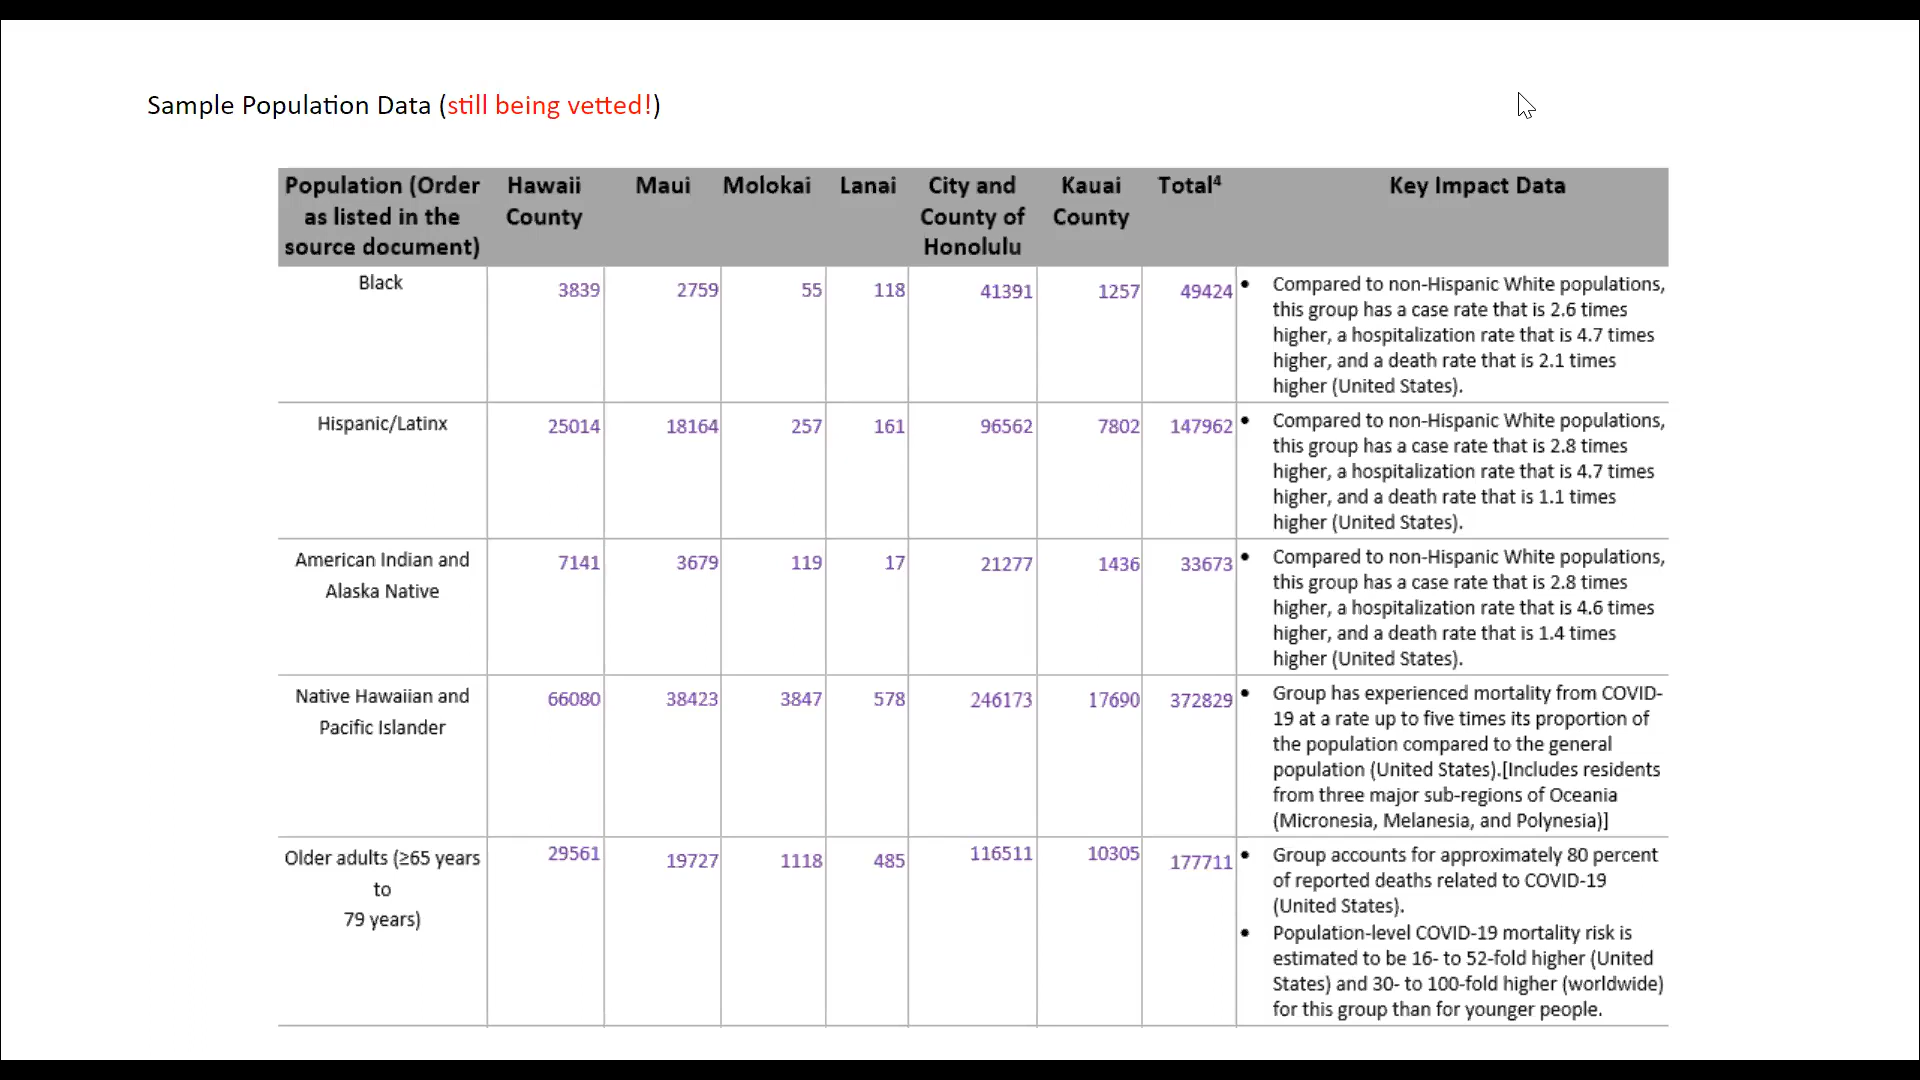 Sample Population Data (still being vetted!)
Population (Order as listed in the source document) Hawaii County Maui Molokai Lanai City and County of Honolulu Kauai County Total⁴ Key Impact Data
Black 3839 2759 55 118 41391 1257 49424 • Compared to non-Hispanic White populations,
this group has a case rate that is 2.6 times
higher, a hospitalization rate that is 4.7 times
higher, and a death rate that is 2.1 times
higher (United States).
Hispanic/Latinx 25014 18164 257 161 96562 7802 147962 • Compared to non-Hispanic White populations,
this group has a case rate that is 2.8 times
higher, a hospitalization rate that is 4.7 times
higher, and a death rate that is 1.1 times
higher (United States).
American Indian and Alaska Native 7141 3679 119 17 21277 1436 33673 • Compared to non-Hispanic White populations,
this group has a case rate that is 2.8 times
higher, a hospitalization rate that is 4.6 times
higher, and a death rate that is 1.4 times
higher (United States).
Native Hawaiian and Pacific Islander 66080 38423 3847 578 246173 17690 372829 • Group has experienced mortality from COVID-
19 at a rate up to five times its proportion of
the population compared to the general
population (United States).[Includes residents
from three major sub-regions of Oceania
(Micronesia, Melanesia, and Polynesia)]
Older adults (≥65 years to 79 years) 29561 19727 1118 485 116511 10305 177711 • Group accounts for approximately 80 percent
of reported deaths related to COVID-19
(United States).
• Population-level COVID-19 mortality risk is
estimated to be 16- to 52-fold higher (United
States) and 30- to 100-fold higher (worldwide)
for this group than for younger people.